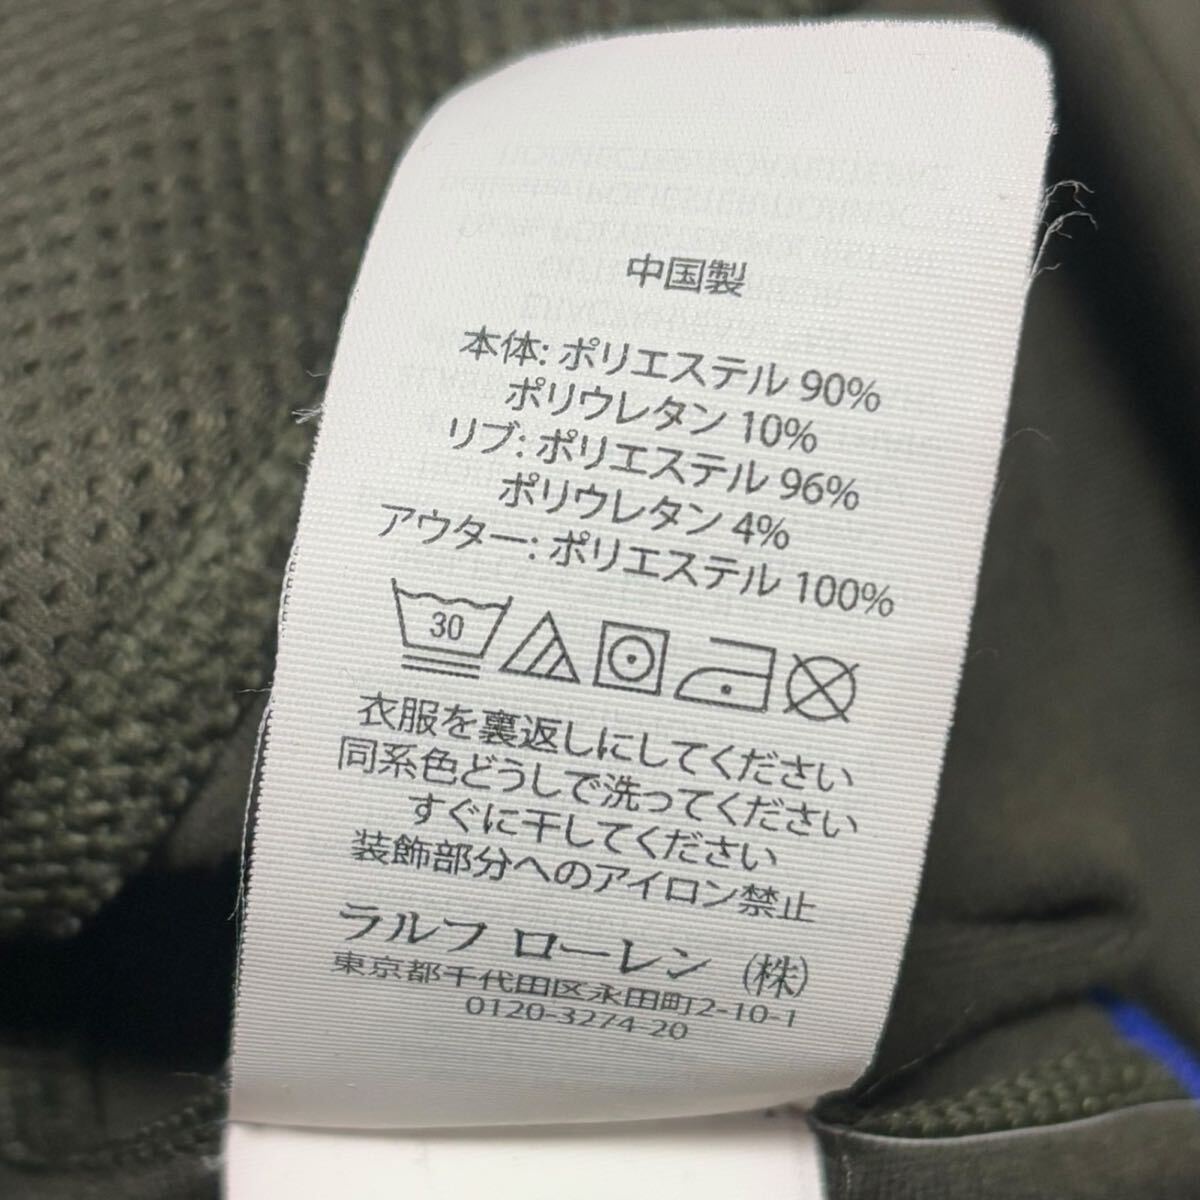 中国製
本体: ポリエステル 90%
ポリウレタン 10%
リブ: ポリエステル 96%
ポリウレタン 4%
アウター: ポリエステル 100%
30
衣服を裏返しにしてください
同系色どうしで洗ってください
すぐに干してください
装飾部分へのアイロン禁止
ラルフ ローレン (株)
東京都千代田区永田町2-10-1
0120-3274-20